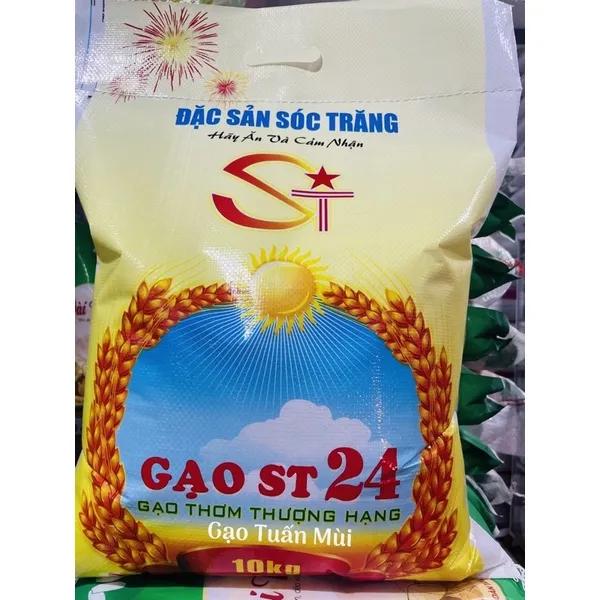 ĐẶC SẢN SÓC TRĂNG
Hãy Ăn Và Cảm Nhận
ST
GẠO ST 24
GẠO THƠM THƯỢNG HẠNG
Gạo Tuấn Mùi
10kg